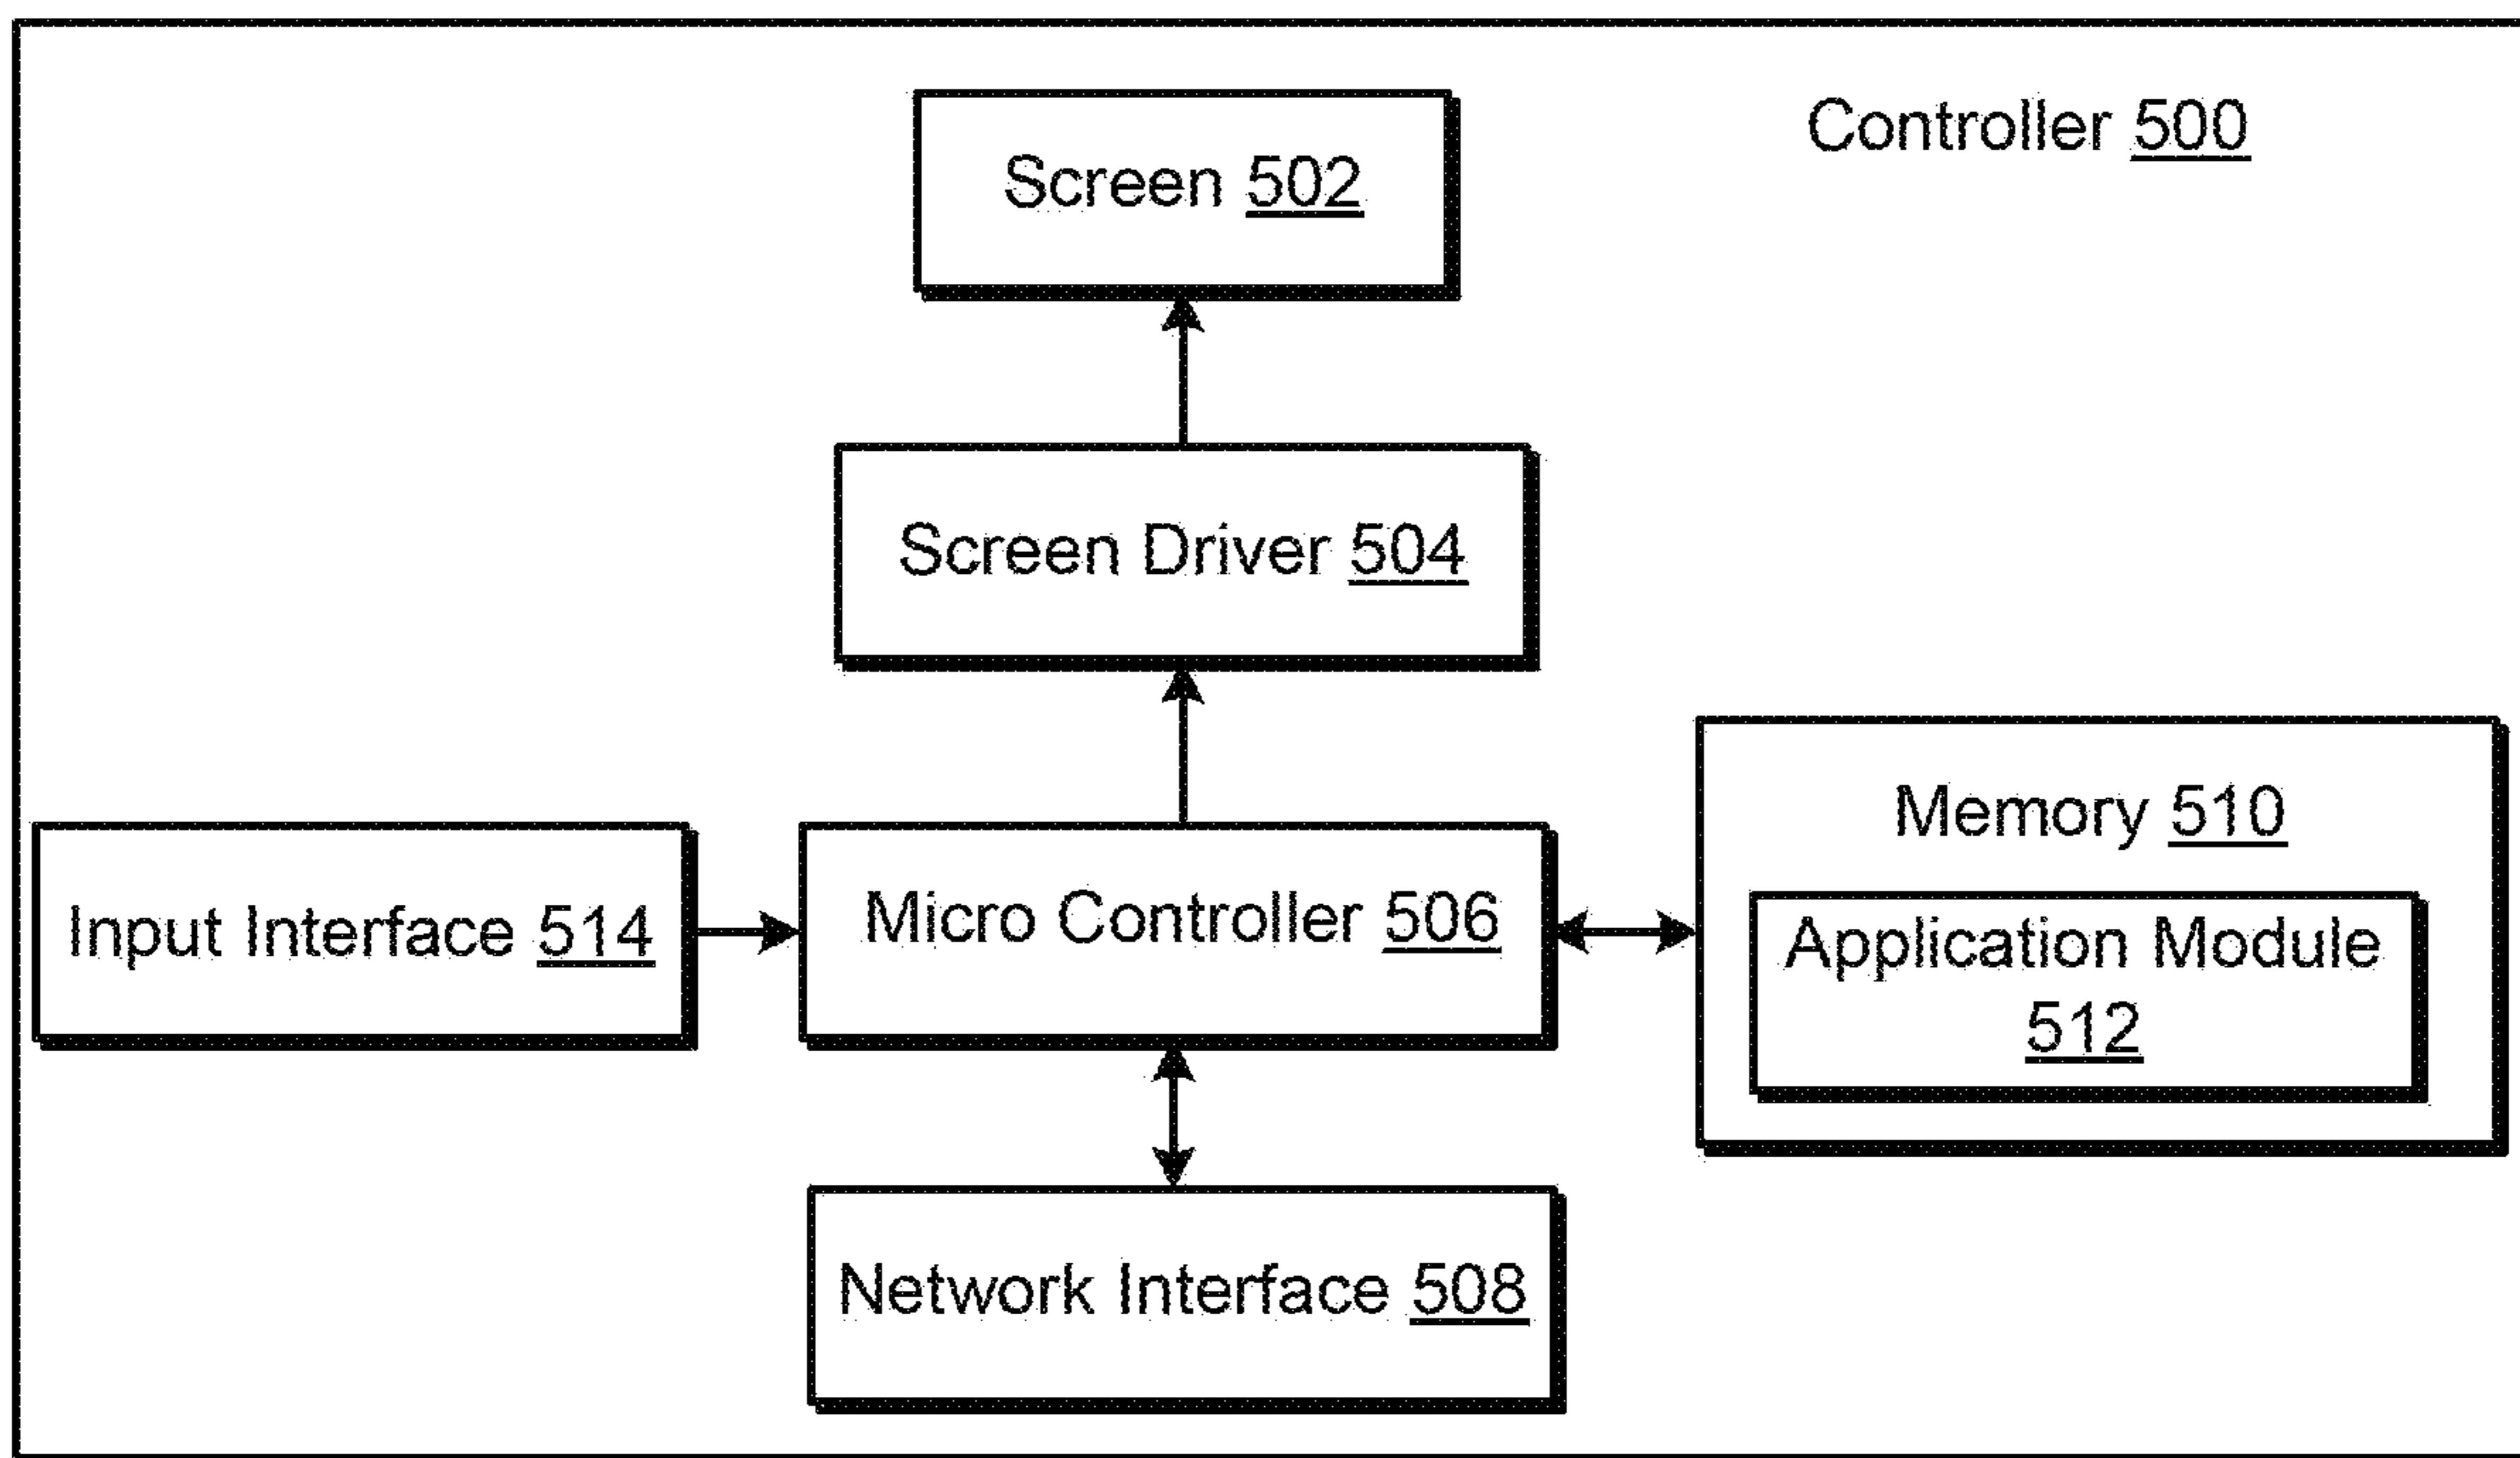 Controller 500
Screen 502
Screen Driver 504
Input Interface 514
Micro Controller 506
Memory 510
Application Module
512
Network Interface 508